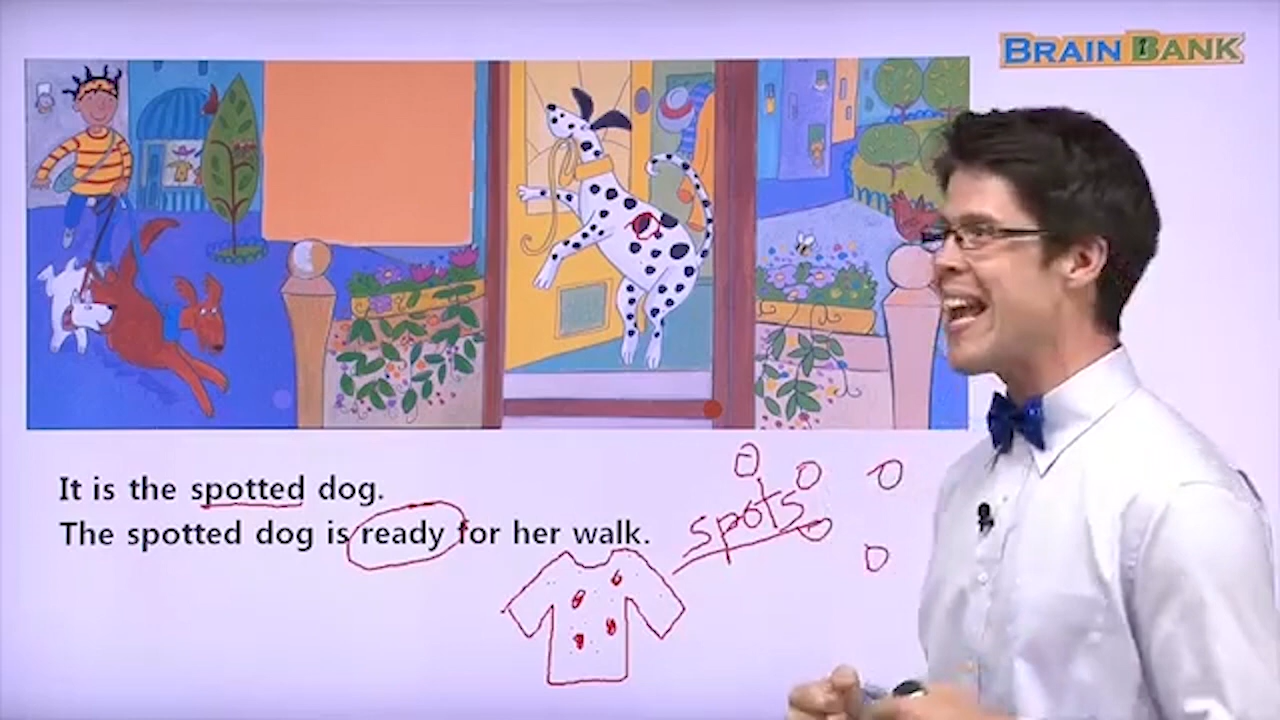 BRAIN BANK
It is the spotted dog.
The spotted dog is ready for her walk.
spots